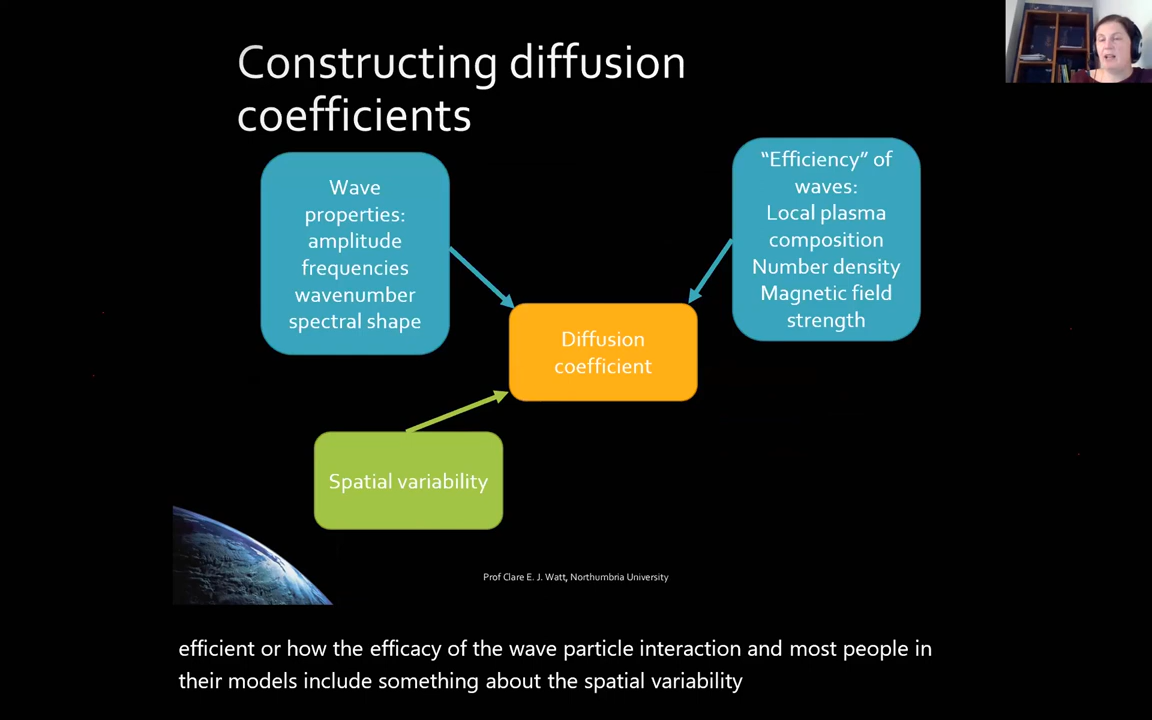 Constructing diffusion
coefficients
Wave
properties:
amplitude
frequencies
wavenumber
spectral shape
“Efficiency” of
waves:
Local plasma
composition
Number density
Magnetic field
strength
Diffusion
coefficient
Spatial variability
Prof Clare E. J. Watt, Northumbria University
efficient or how the efficacy of the wave particle interaction and most people in
their models include something about the spatial variability